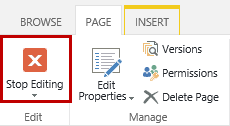 BROWSE PAGE INSERT
Stop Editing
Edit
Edit
Properties
Versions
Permissions
Delete Page
Manage